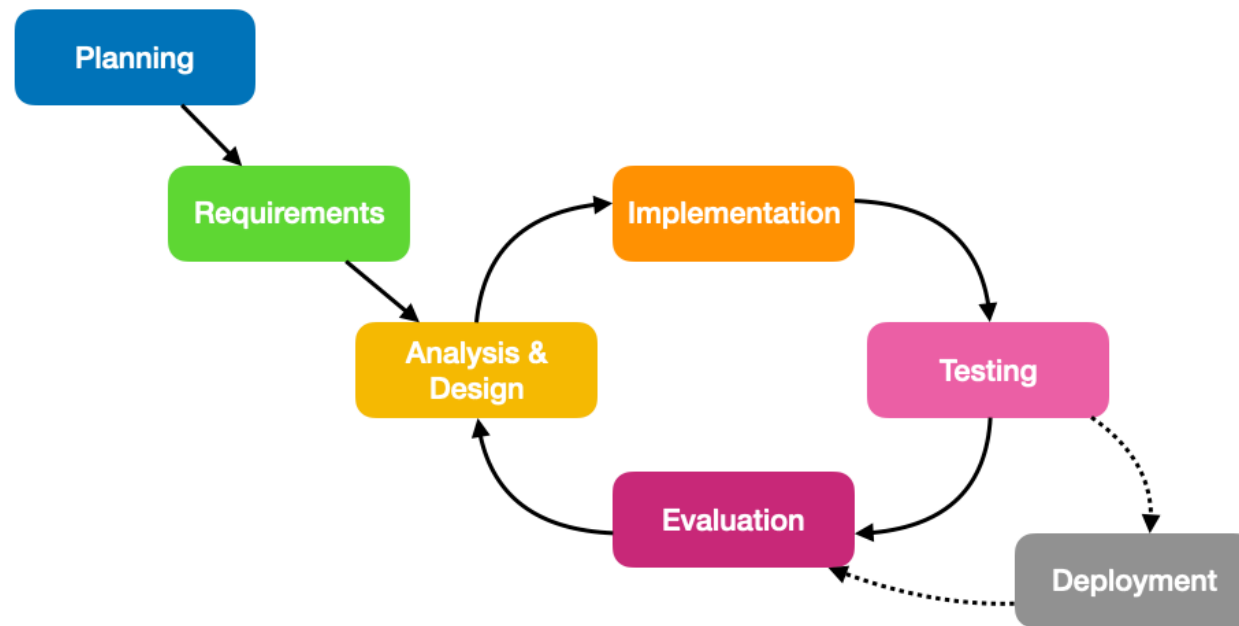 Planning
Requirements
Implementation
Analysis &
Design
Testing
Evaluation
Deployment